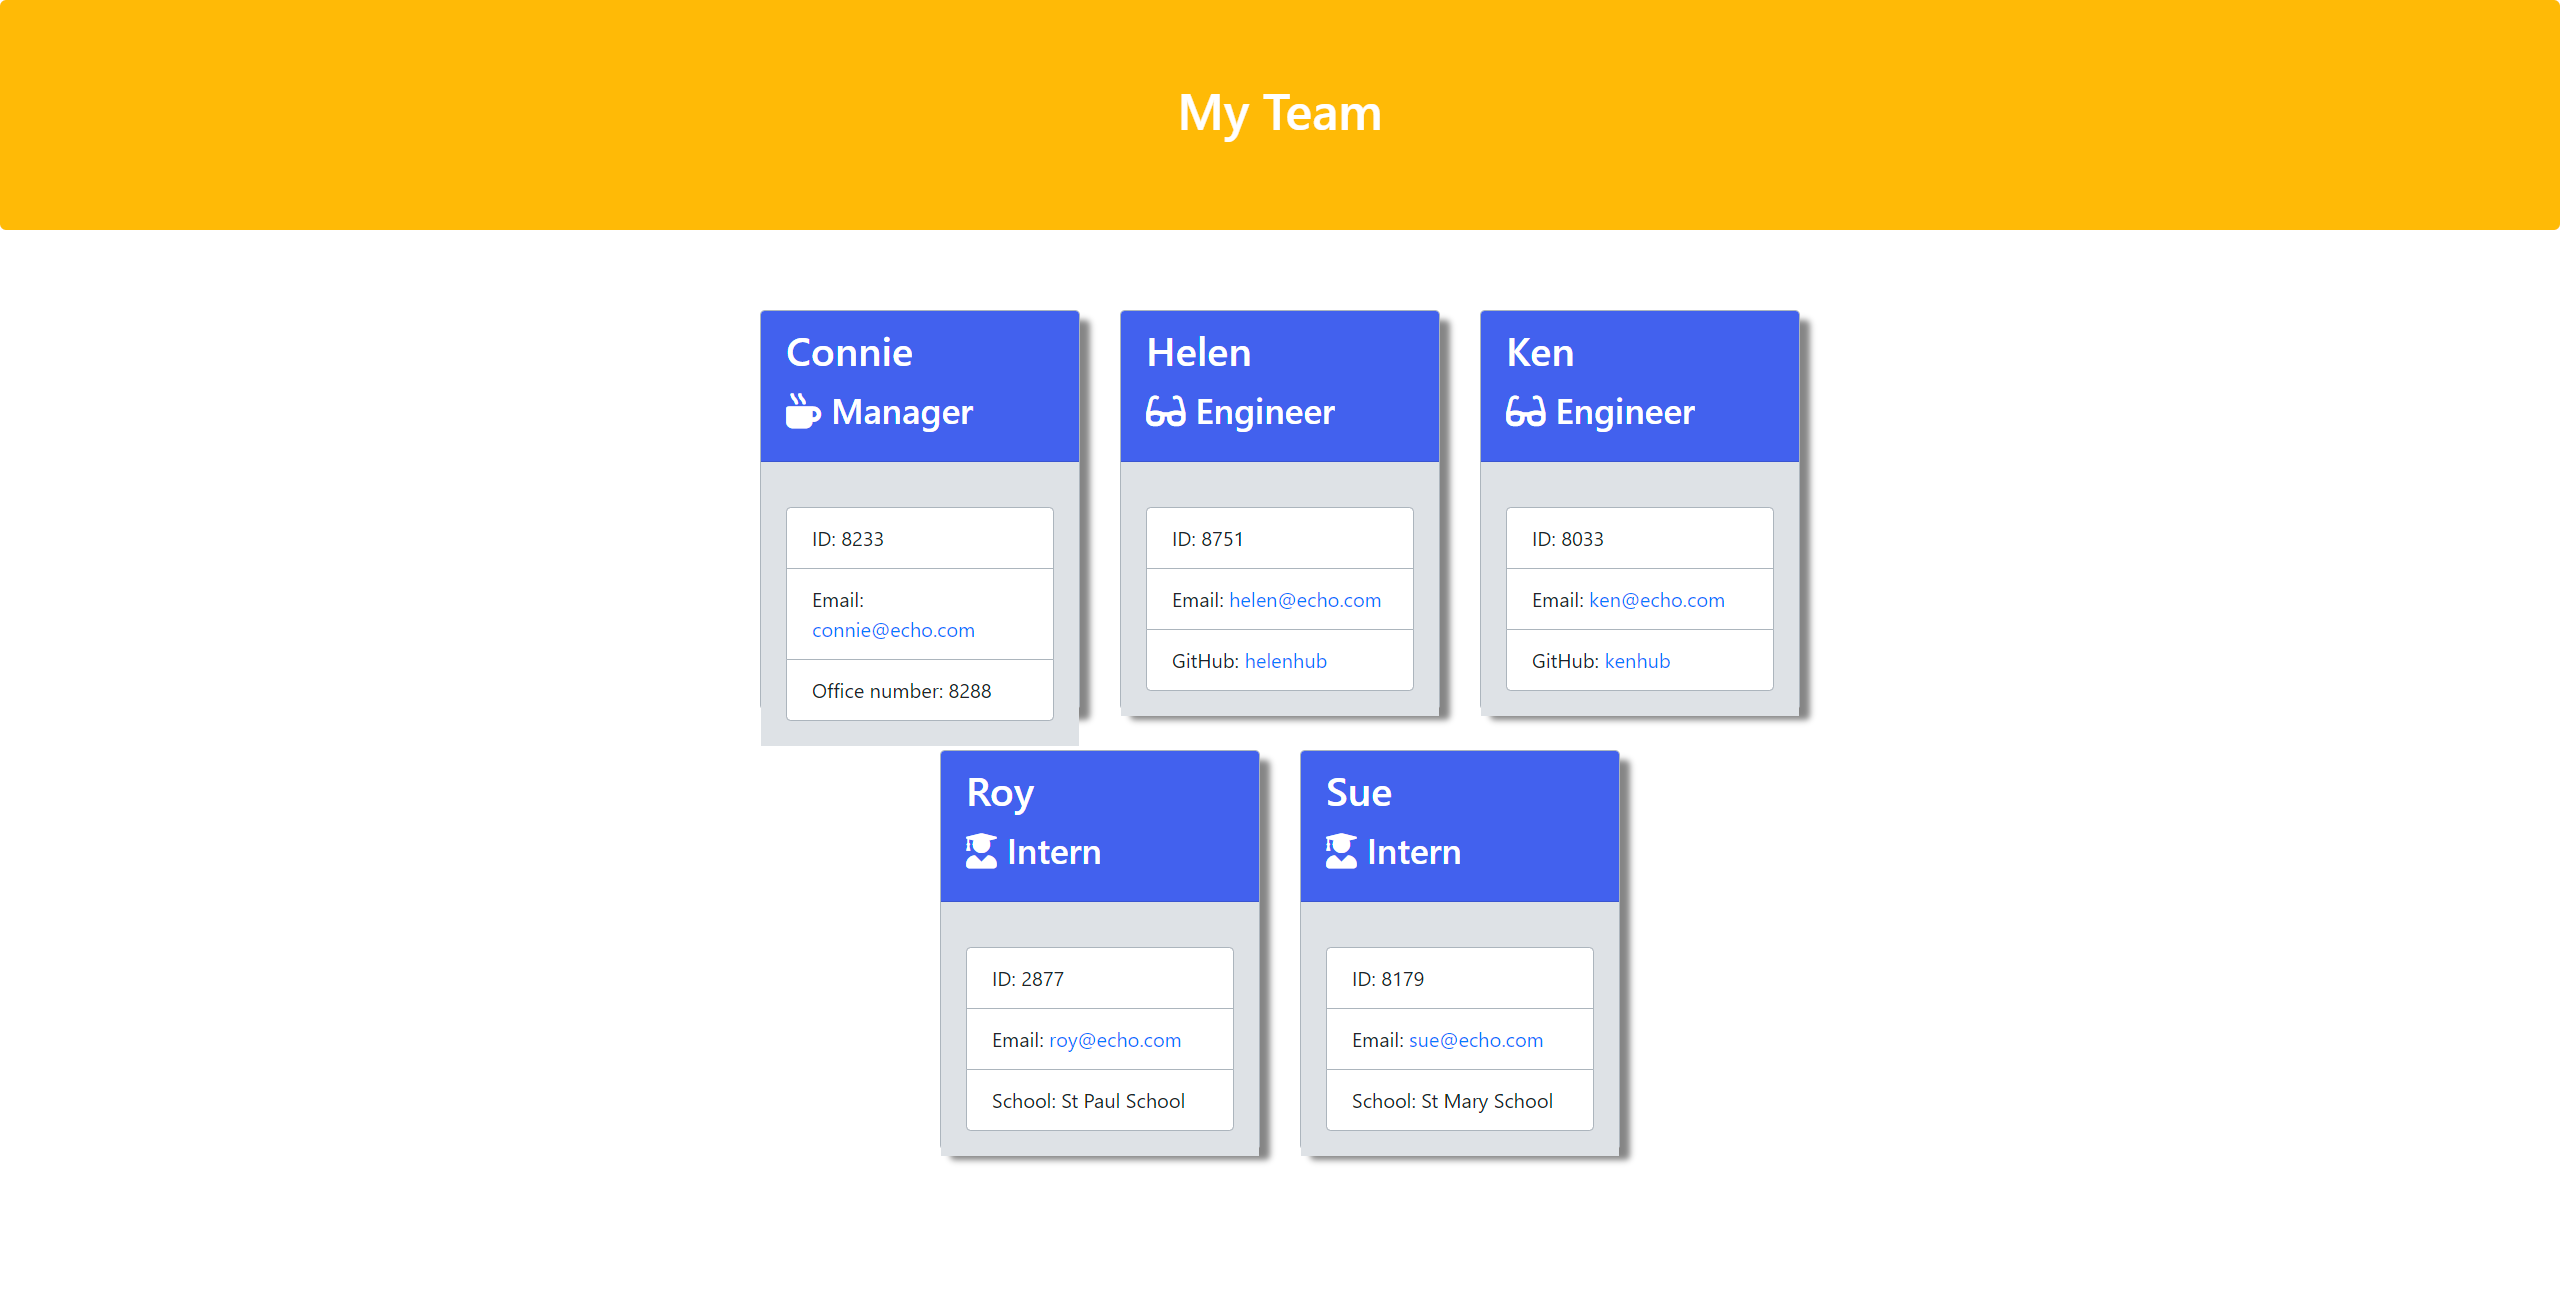 My Team
Connie
Manager
ID: 8233
Email:
connie@echo.com
Office number: 8288
Helen
Engineer
ID: 8751
Email: helen@echo.com
GitHub: helenhub
Ken
Engineer
ID: 8033
Email: ken@echo.com
GitHub: kenhub
Roy
Intern
ID: 2877
Email: roy@echo.com
School: St Paul School
Sue
Intern
ID: 8179
Email: sue@echo.com
School: St Mary School